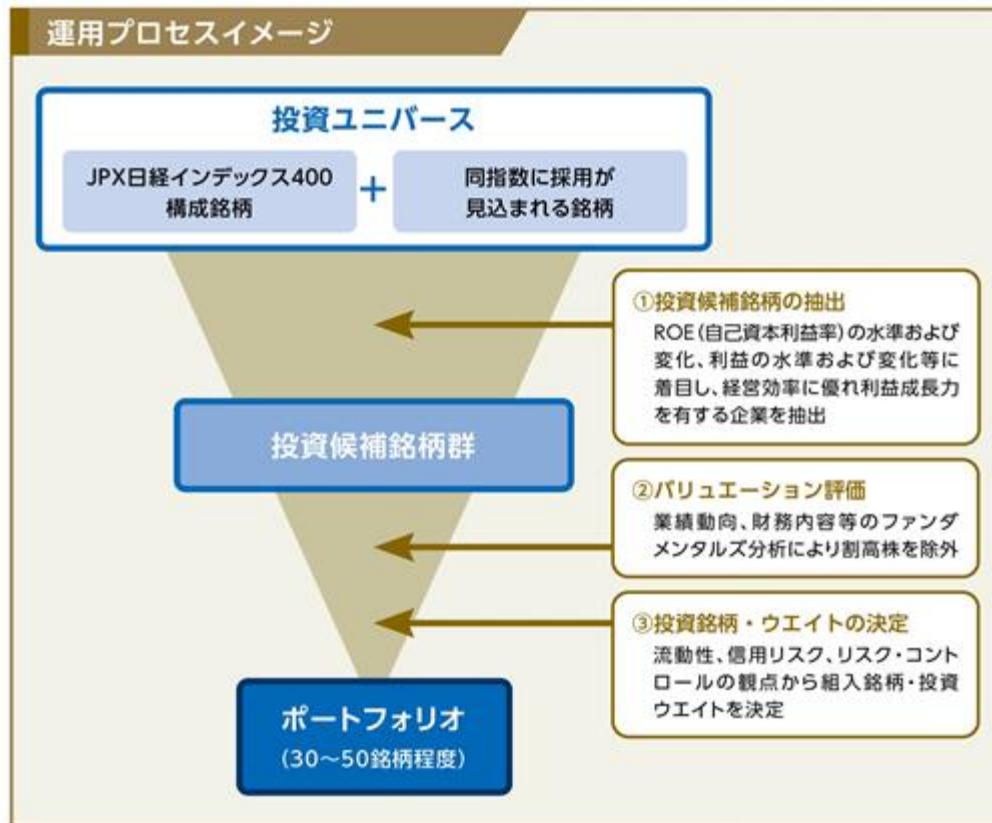 運用プロセスイメージ
投資ユニバース
JPX日経インデックス400
構成銘柄
+
同指数に採用が
見込まれる銘柄
①投資候補銘柄の抽出
ROE(自己資本利益率)の水準および
変化、利益の水準および変化等に
着目し、経営効率に優れ利益成長力
を有する企業を抽出
投資候補銘柄群
②バリュエーション評価
業績動向、財務内容等のファンダ
メンタルズ分析により割高株を除外
③投資銘柄・ウエイトの決定
流動性、信用リスク、リスク・コント
ロールの観点から組入銘柄・投資
ウエイトを決定
ポートフォリオ
(30～50銘柄程度)